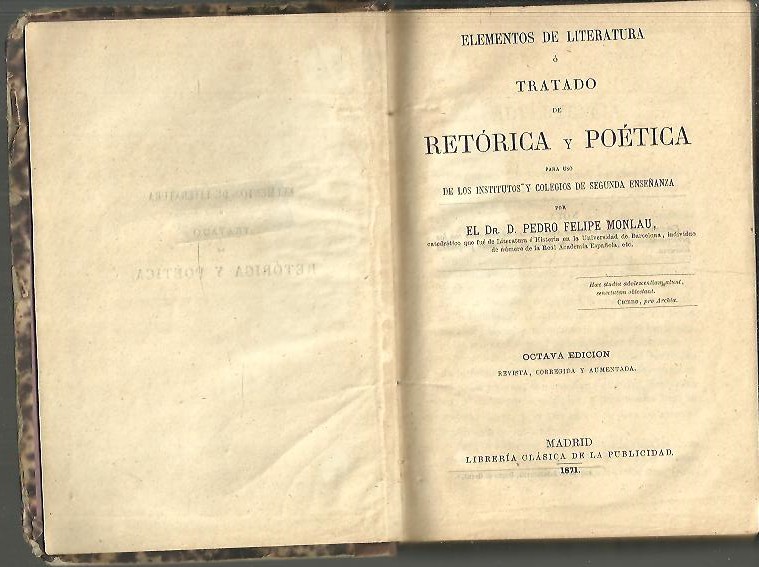 ELEMENTOS DE LITERATURA
ó
TRATADO
DE
RETÓRICA Y POÉTICA
PARA USO
DE LOS INSTITUTOS Y COLEGIOS DE SEGUNDA ENSEÑANZA
POR
EL DR. D. PEDRO FELIPE MONLAU,
catedrático que fué de Literatura é Historia en la Universidad de Barcelona, individuo
de número de la Real Academia Española, etc.
Hæc studia adolescentiam alunt,
senectutem oblectant.
CICERO, pro Archia.
OCTAVA EDICION
REVISTA, CORREGIDA Y AUMENTADA.
MADRID
LIBRERÍA CLÁSICA DE LA PUBLICIDAD.
1871.